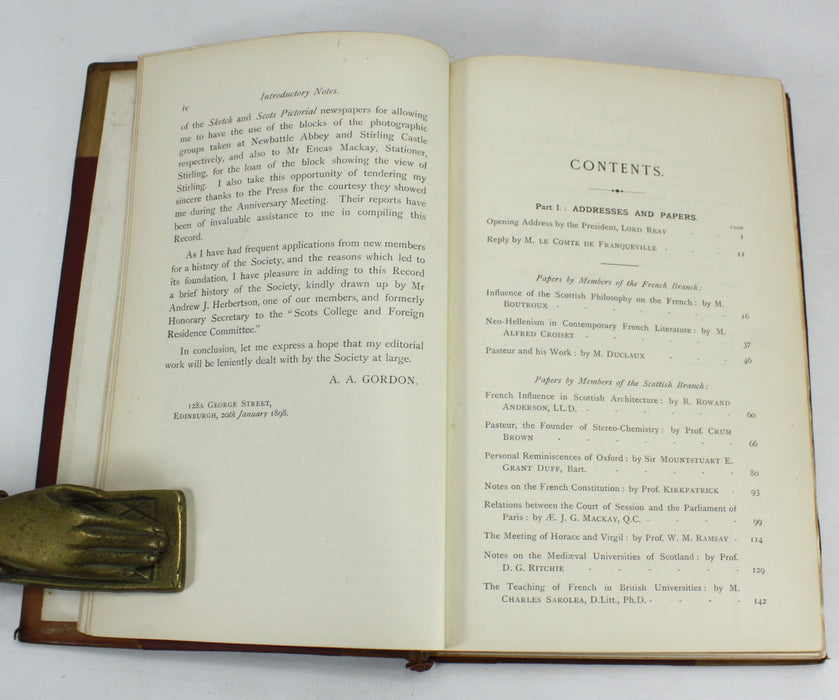 iv
Introductory Notes.
of the Sketch and Scots Pictorial newspapers for allowing
me to have the use of the blocks of the photographic
groups taken at Newbattle Abbey and Stirling Castle
respectively, and also to Mr Eneas Mackay, Stationer,
Stirling, for the loan of the block showing the view of
Stirling. I also take this opportunity of tendering my
sincere thanks to the Press for the courtesy they showed
me during the Anniversary Meeting. Their reports have
been of invaluable assistance to me in compiling this
Record.
As I have had frequent applications from new members
for a history of the Society, and the reasons which led to
its foundation, I have pleasure in adding to this Record
a brief history of the Society, kindly drawn up by Mr
Andrew J. Herbertson, one of our members, and formerly
Honorary Secretary to the "Scots College and Foreign
Residence Committee."
In conclusion, let me express a hope that my editorial
work will be leniently dealt with by the Society at large.
A. A. GORDON.
128A GEORGE STREET,
EDINBURGH, 20th January 1898.
CONTENTS.
Part I.: ADDRESSES AND PAPERS.
PAGE
Opening Address by the President, LORD REAY - - 1
Reply by M. LE COMTE DE FRANQUEVILLE - - - 11
Papers by Members of the French Branch:
Influence of the Scottish Philosophy on the French: by M.
BOUTROUX - - - - - - - 16
Neo-Hellenism in Contemporary French Literature: by M.
ALFRED CROISET - - - - - - 37
Pasteur and his Work: by M. DUCLAUX - - - 46
Papers by Members of the Scottish Branch:
French Influence in Scottish Architecture: by R. ROWAND
ANDERSON, LL.D. - - - - - - 60
Pasteur, the Founder of Stereo-Chemistry: by Prof. CRUM
BROWN - - - - - - - 66
Personal Reminiscences of Oxford: by Sir MOUNTSTUART E.
GRANT DUFF, Bart. - - - - - 80
Notes on the French Constitution: by Prof. KIRKPATRICK - 93
Relations between the Court of Session and the Parliament of
Paris: by Æ. J. G. MACKAY, Q.C. - - - - 99
The Meeting of Horace and Virgil: by Prof. W. M. RAMSAY - 114
Notes on the Mediæval Universities of Scotland: by Prof.
D. G. RITCHIE - - - - - - 129
The Teaching of French in British Universities: by M.
CHARLES SAROLEA, D.Litt., Ph.D. - - - - 142